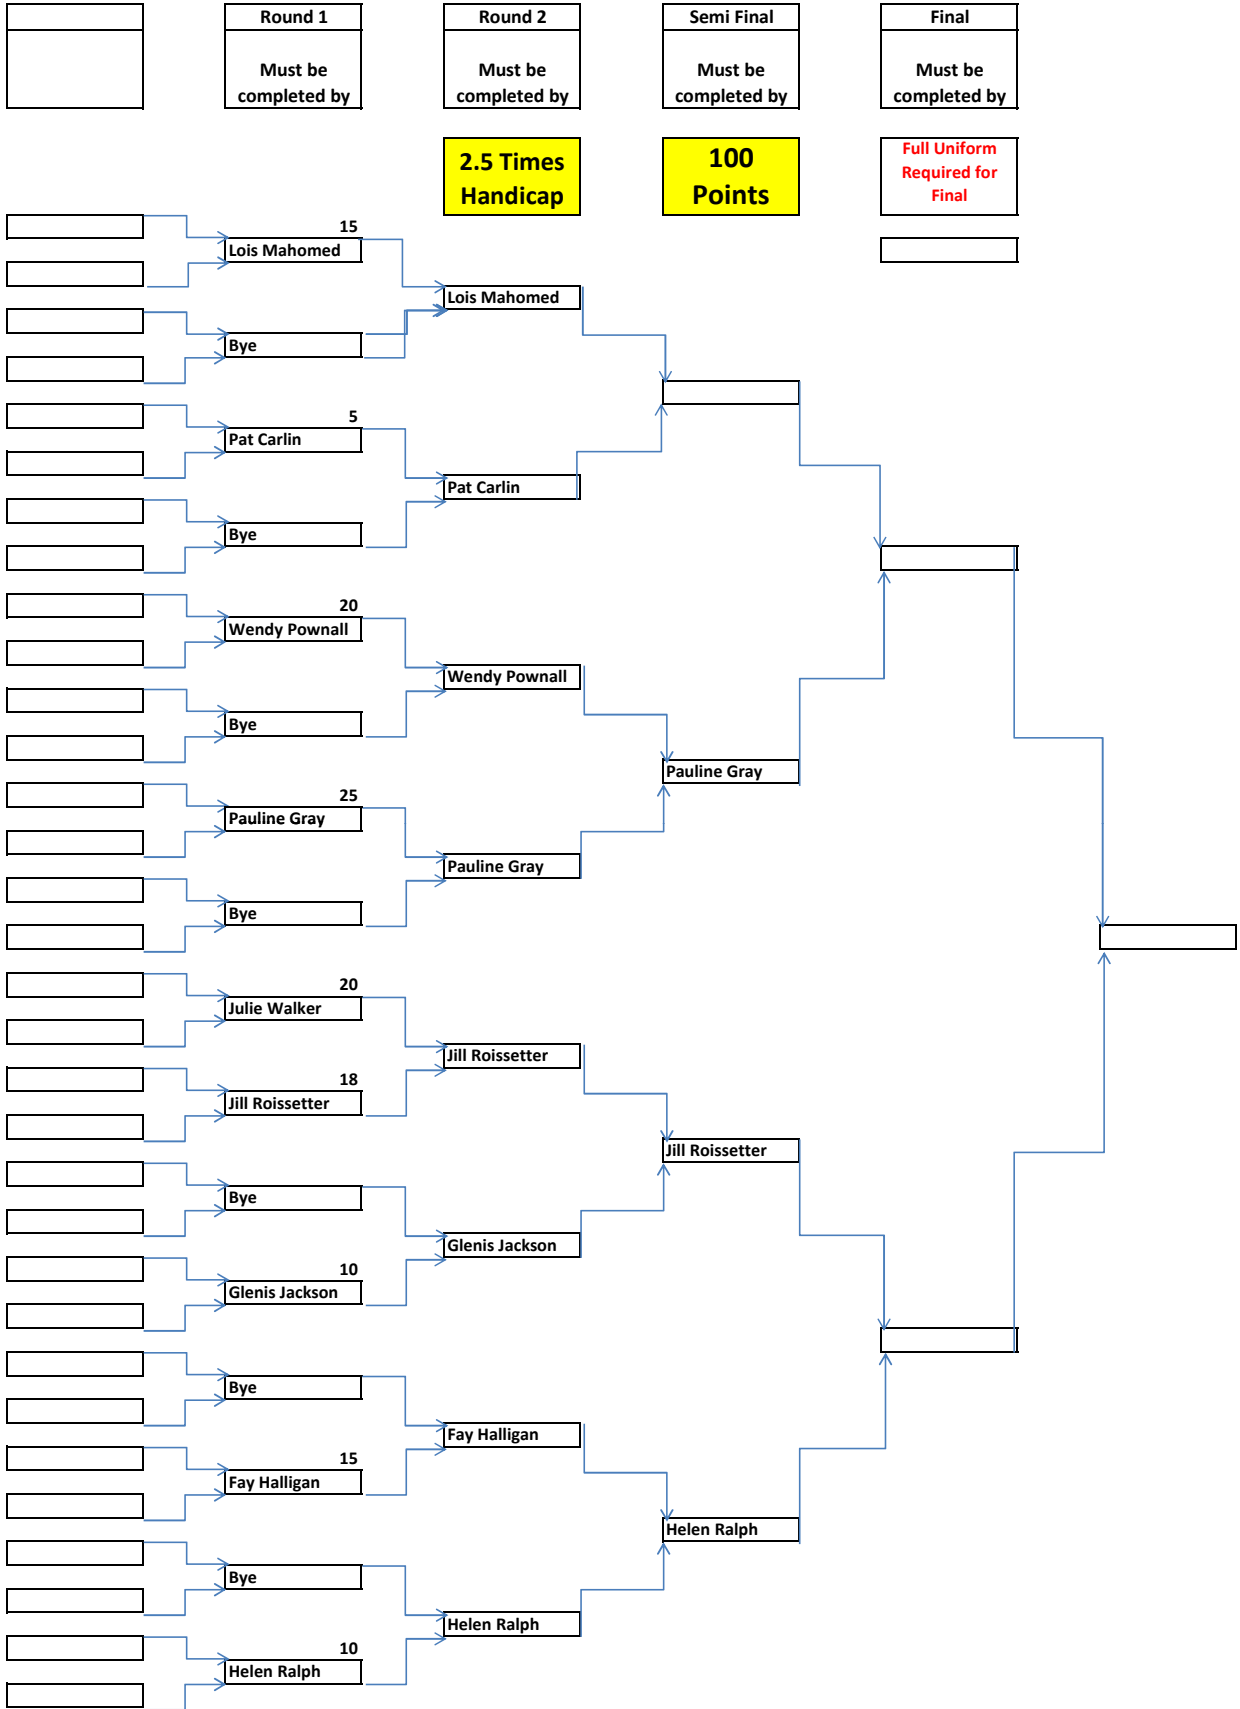 Round 1
Round 2
Semi Final
Final
Must be
completed by
Must be
completed by
Must be
completed by
Must be
completed by
2.5 Times
Handicap
100
Points
Full Uniform
Required for
Final
15
Lois Mahomed
Lois Mahomed
Bye
5
Pat Carlin
Pat Carlin
Bye
20
Wendy Pownall
Wendy Pownall
Bye
Pauline Gray
25
Pauline Gray
Pauline Gray
Bye
20
Julie Walker
Jill Roissetter
18
Jill Roissetter
Jill Roissetter
Bye
Glenis Jackson
10
Glenis Jackson
Bye
Fay Halligan
15
Fay Halligan
Helen Ralph
Bye
Helen Ralph
10
Helen Ralph